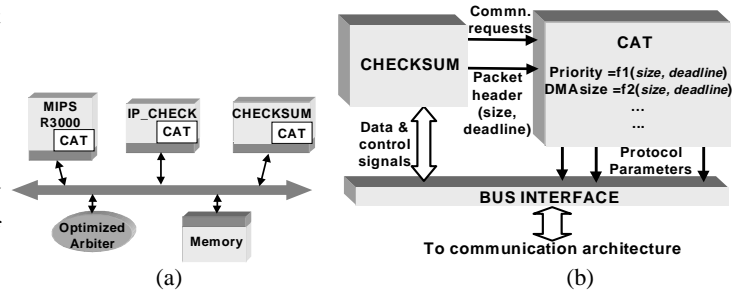 MIPS
R3000
CAT
IP_CHECK
CAT
CHECKSUM
CAT
Optimized
Arbiter
Memory
(a)
CHECKSUM
Commn.
requests
Packet
header
(size,
deadline)
Data &
control
signals
CAT
Priority =f1(size, deadline)
DMAsize =f2(size, deadline)
...
...
Protocol
Parameters
BUS INTERFACE
To communication architecture
(b)